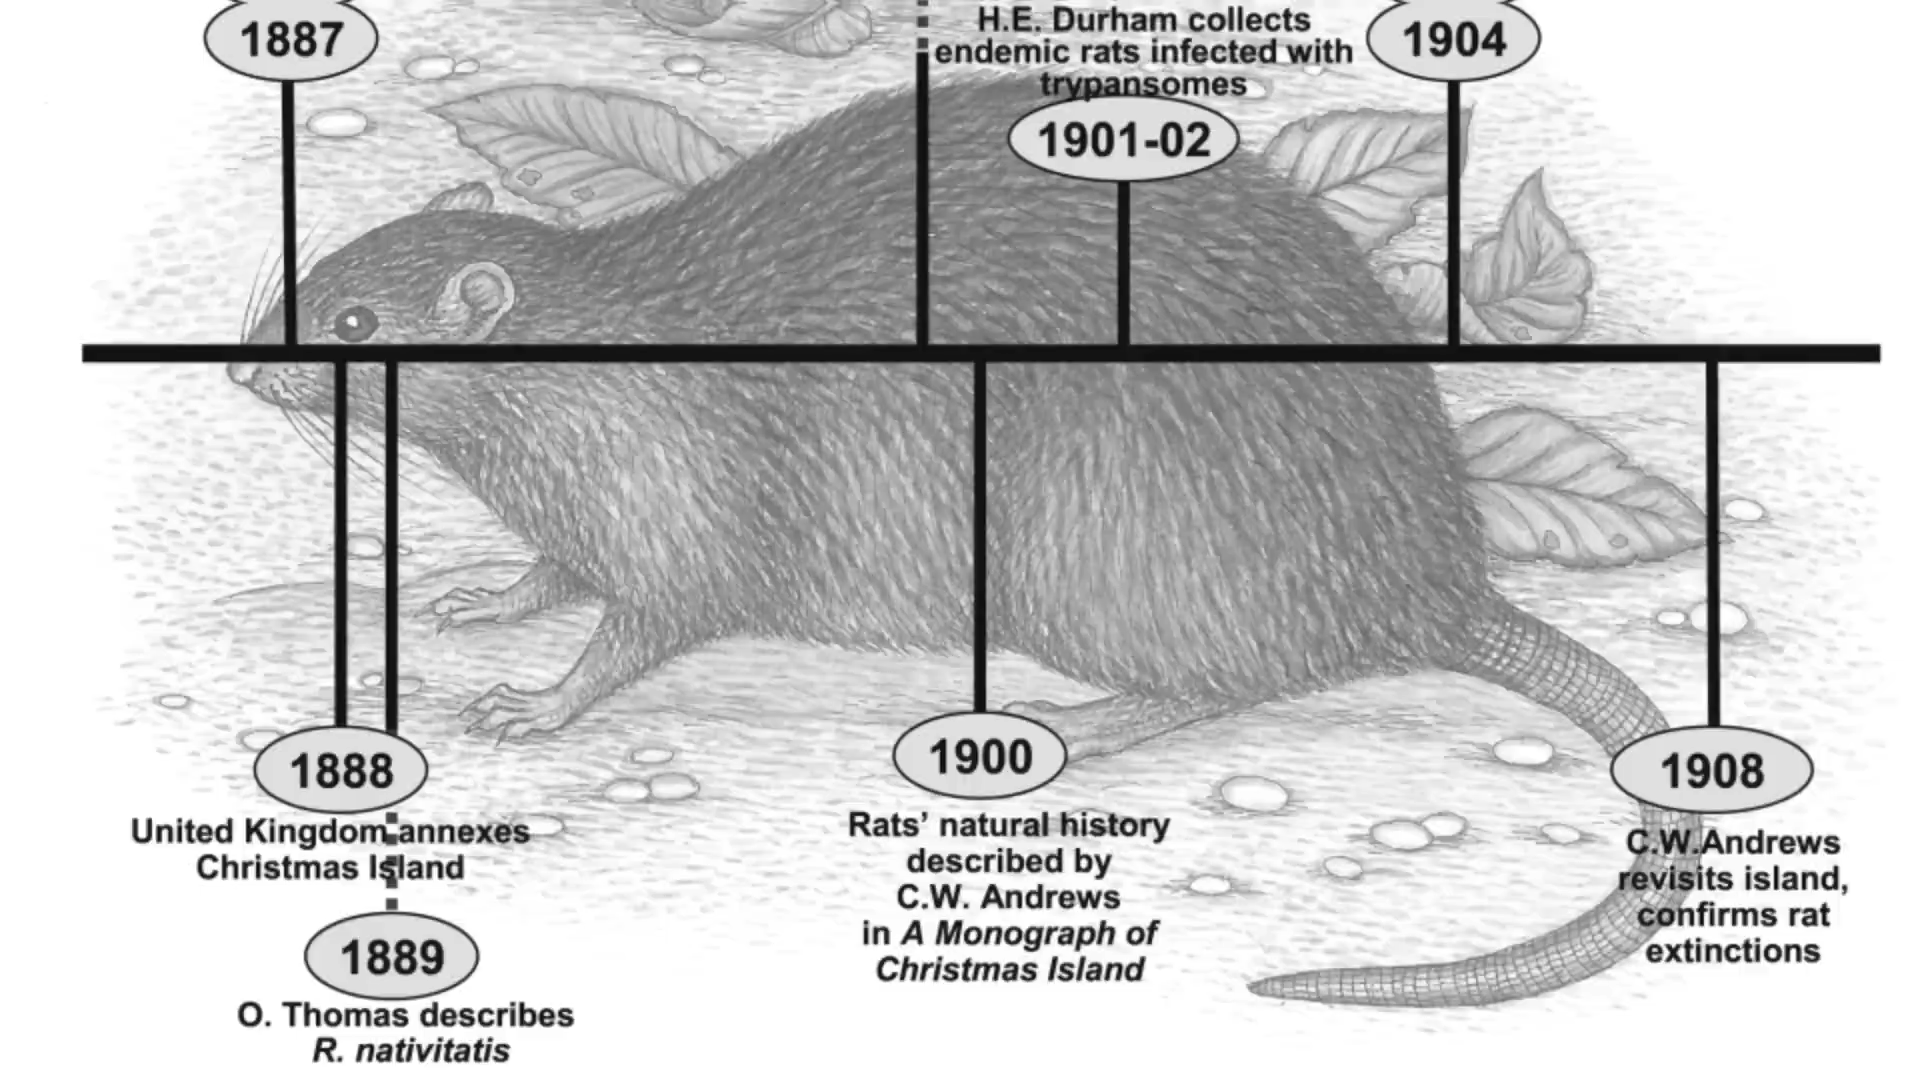 1887
H.E. Durham collects
endemic rats infected with
trypansomes
1904
1901-02
1888
United Kingdom annexes
Christmas Island
1889
O. Thomas describes
R. nativitatis
1900
Rats’ natural history
described by
C.W. Andrews
in A Monograph of
Christmas Island
1908
C.W.Andrews
revisits island,
confirms rat
extinctions